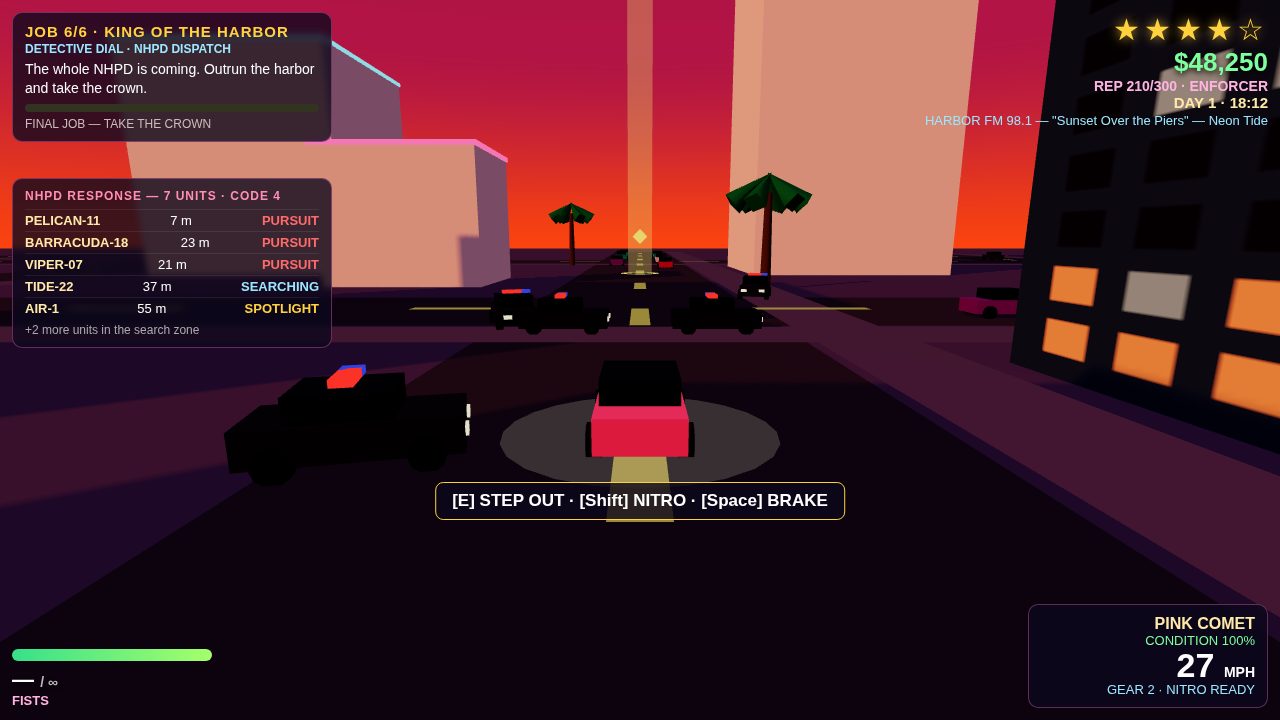 JOB 6/6 · KING OF THE HARBOR
DETECTIVE DIAL · NHPD DISPATCH
The whole NHPD is coming. Outrun the harbor
and take the crown.
FINAL JOB — TAKE THE CROWN
NHPD RESPONSE — 7 UNITS · CODE 4
PELICAN-11 7 m PURSUIT
BARRACUDA-18 23 m PURSUIT
VIPER-07 21 m PURSUIT
TIDE-22 37 m SEARCHING
AIR-1 55 m SPOTLIGHT
+2 more units in the search zone
★★★★☆
$48,250
REP 210/300 · ENFORCER
DAY 1 · 18:12
HARBOR FM 98.1 — "Sunset Over the Piers" — Neon Tide
[E] STEP OUT · [Shift] NITRO · [Space] BRAKE
— / ∞
FISTS
PINK COMET
CONDITION 100%
27 MPH
GEAR 2 · NITRO READY